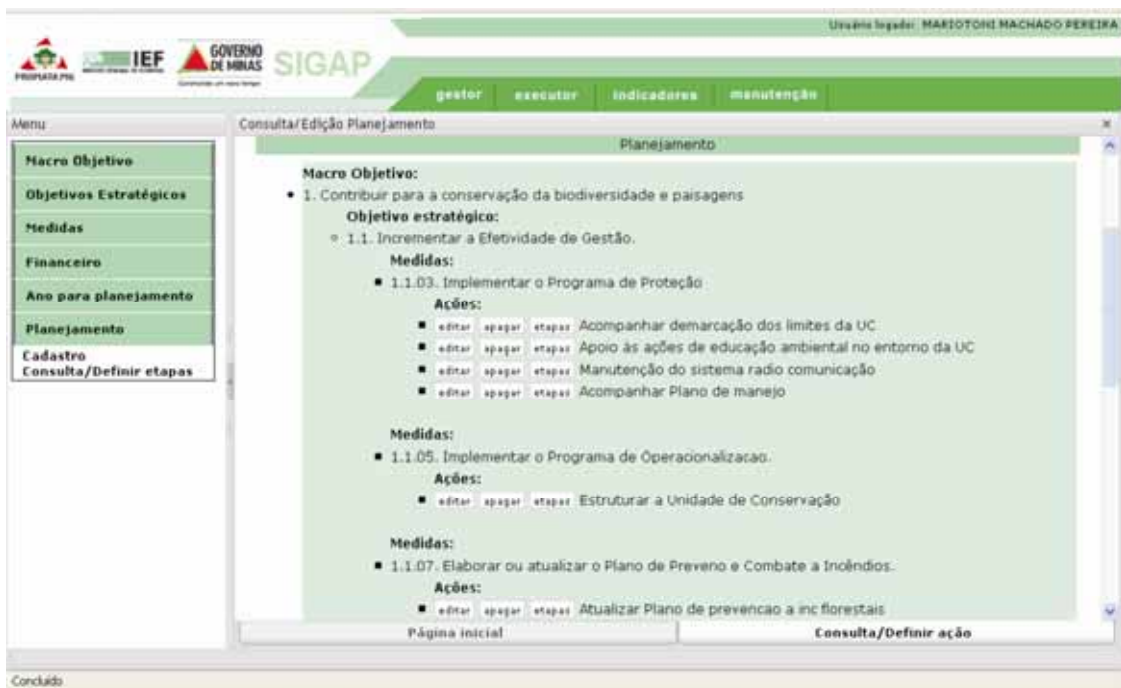 Usuário logado: MARIOTONI MACHADO PEREIRA
PROMATA MG
IEF
GOVERNO
DE MINAS
SIGAP
gestor executor indicadores manutenção
Menu
Consulta/Edição Planejamento
Macro Objetivo
Objetivos Estratégicos
Medidas
Financeiro
Ano para planejamento
Planejamento
Cadastro
Consulta/Definir etapas
Planejamento
Macro Objetivo:
1. Contribuir para a conservação da biodiversidade e paisagens
Objetivo estratégico:
1.1. Incrementar a Efetividade de Gestão.
Medidas:
1.1.03. Implementar o Programa de Proteção
Ações:
editar apagar etapas Acompanhar demarcação dos limites da UC
editar apagar etapas Apoio às ações de educação ambiental no entorno da UC
editar apagar etapas Manutenção do sistema radio comunicação
editar apagar etapas Acompanhar Plano de manejo
Medidas:
1.1.05. Implementar o Programa de Operacionalizacao.
Ações:
editar apagar etapas Estruturar a Unidade de Conservação
Medidas:
1.1.07. Elaborar ou atualizar o Plano de Preveno e Combate a Incêndios.
Ações:
editar apagar etapas Atualizar Plano de prevencao a inc florestais
Página inicial
Consulta/Definir ação
Concluído